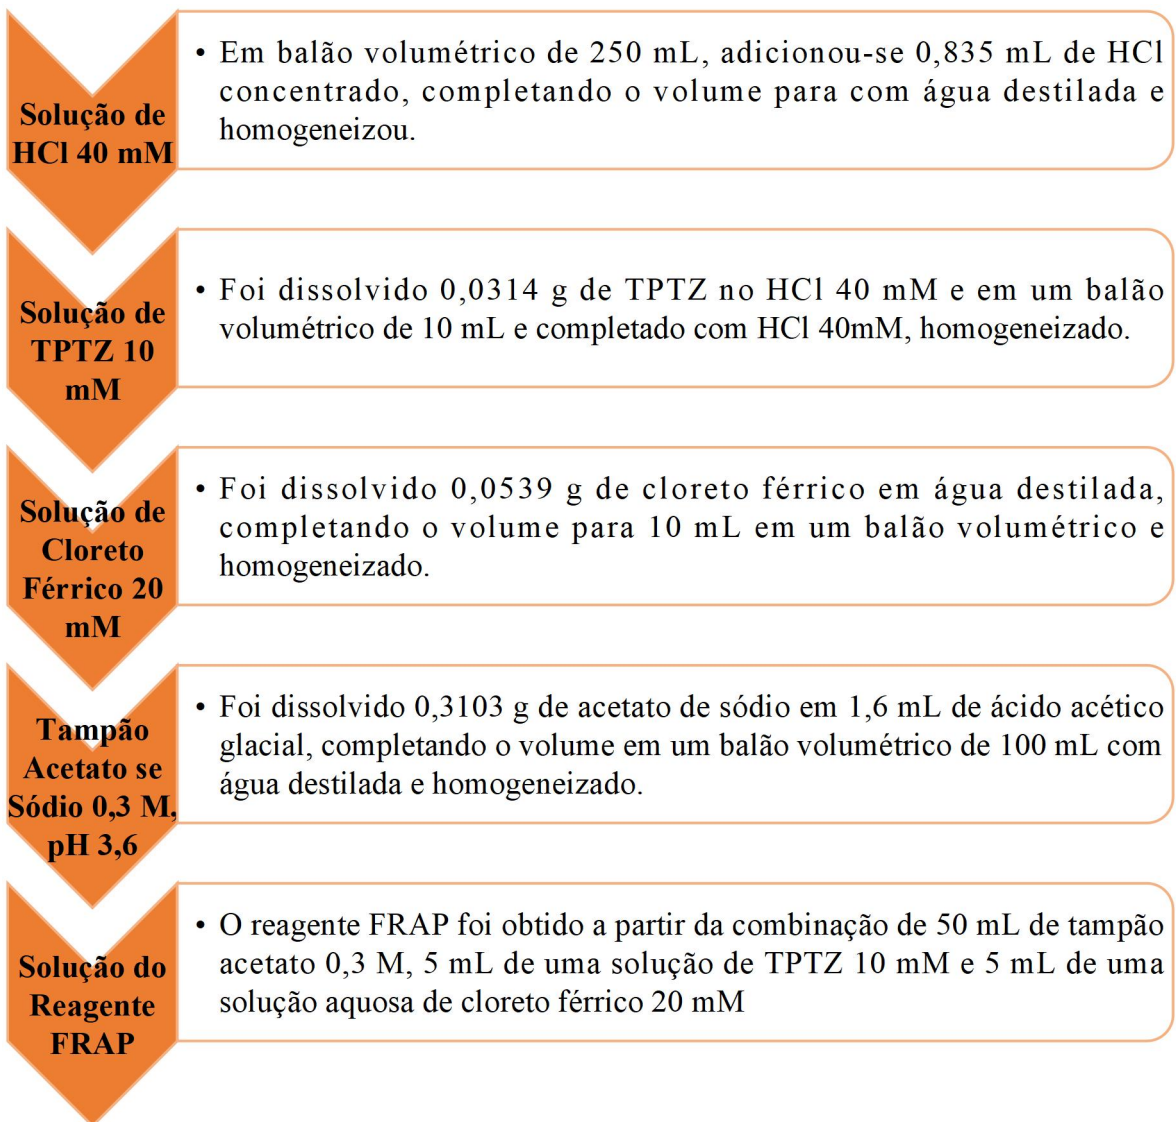 Solução de
HCl 40 mM
• Em balão volumétrico de 250 mL, adicionou-se 0,835 mL de HCl
concentrado, completando o volume para com água destilada e
homogeneizou.
Solução de
TPTZ 10
mM
• Foi dissolvido 0,0314 g de TPTZ no HCl 40 mM e em um balão
volumétrico de 10 mL e completado com HCl 40mM, homogeneizado.
Solução de
Cloreto
Férrico 20
mM
• Foi dissolvido 0,0539 g de cloreto férrico em água destilada,
completando o volume para 10 mL em um balão volumétrico e
homogeneizado.
Tampão
Acetato se
Sódio 0,3 M,
pH 3,6
• Foi dissolvido 0,3103 g de acetato de sódio em 1,6 mL de ácido acético
glacial, completando o volume em um balão volumétrico de 100 mL com
água destilada e homogeneizado.
Solução do
Reagente
FRAP
• O reagente FRAP foi obtido a partir da combinação de 50 mL de tampão
acetato 0,3 M, 5 mL de uma solução de TPTZ 10 mM e 5 mL de uma
solução aquosa de cloreto férrico 20 mM